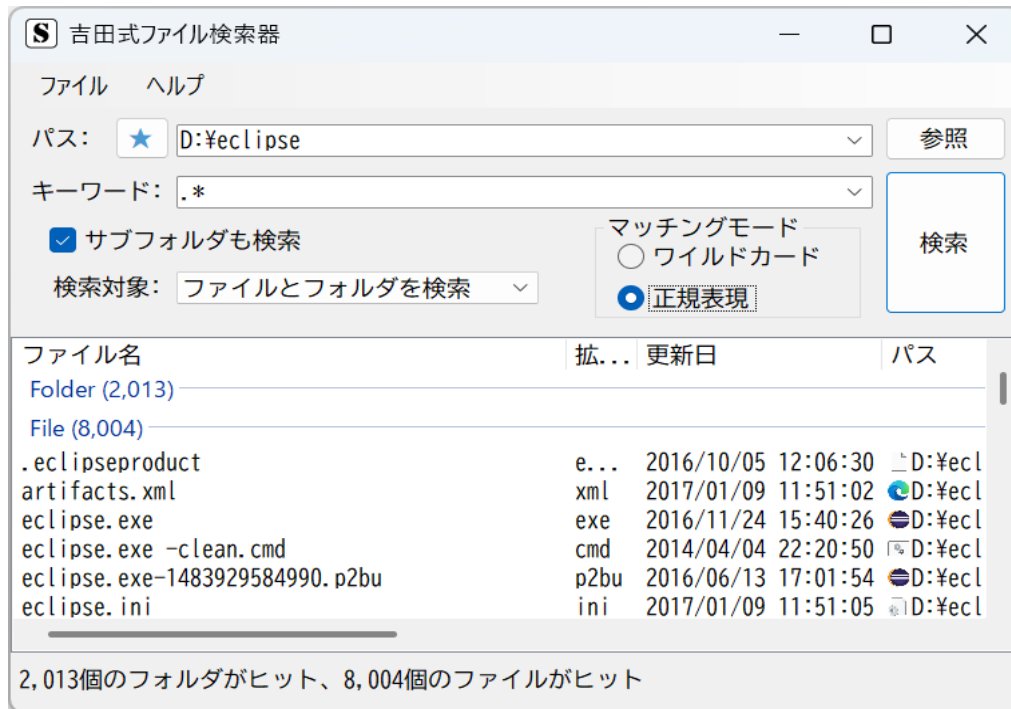 S 吉田式ファイル検索器
ファイル ヘルプ
パス: ★ D:¥eclipse 参照
キーワード: .*
サブフォルダも検索
検索対象: ファイルとフォルダを検索
マッチングモード
ワイルドカード
正規表現
検索
ファイル名 拡... 更新日 パス
Folder (2,013)
File (8,004)
.eclipseproduct e... 2016/10/05 12:06:30 D:¥ecl
artifacts.xml xml 2017/01/09 11:51:02 D:¥ecl
eclipse.exe exe 2016/11/24 15:40:26 D:¥ecl
eclipse.exe -clean.cmd cmd 2014/04/04 22:20:50 D:¥ecl
eclipse.exe-1483929584990.p2bu p2bu 2016/06/13 17:01:54 D:¥ecl
eclipse.ini ini 2017/01/09 11:51:05 D:¥ecl
2,013個のフォルダがヒット、8,004個のファイルがヒット